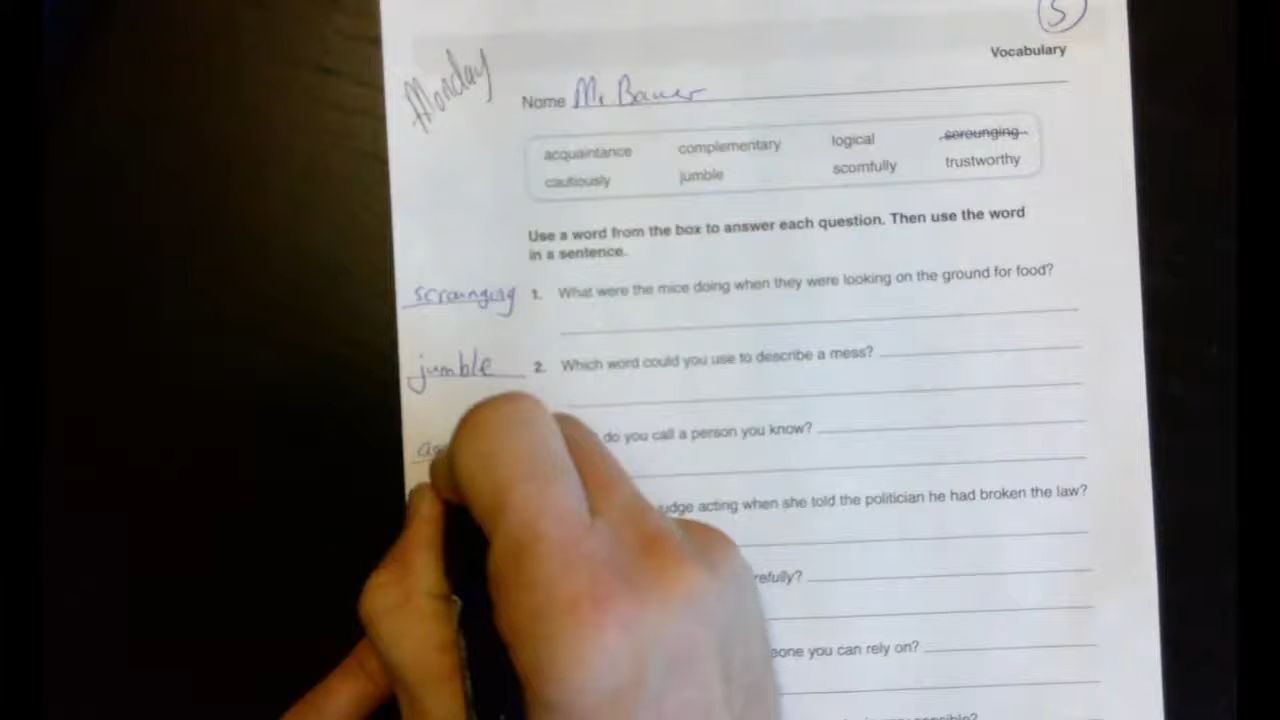 5
Vocabulary
Monday
Name Mr Bauer
acquaintance complementary logical scrounging
cautiously jumble scornfully trustworthy
Use a word from the box to answer each question. Then use the word
in a sentence.
scrounging 1. What were the mice doing when they were looking on the ground for food?
jumble 2. Which word could you use to describe a mess?
do you call a person you know?
judge acting when she told the politician he had broken the law?
you can rely on?